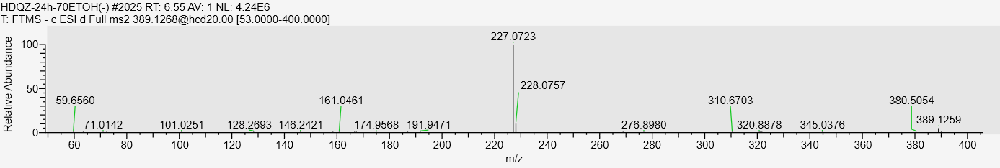 HDQZ-24h-70ETOH(-) #2025 RT: 6.55 AV: 1 NL: 4.24E6
T: FTMS - c ESI d Full ms2 389.1268@hcd20.00 [53.0000-400.0000]
227.0723
100
228.0757
50
59.6560 161.0461 310.6703 380.5054
71.0142 101.0251 128.2693 146.2421 174.9568 191.9471 276.8980 320.8878 345.0376 389.1259
0
60 80 100 120 140 160 180 200 220 240 260 280 300 320 340 360 380 400
m/z
Relative Abundance